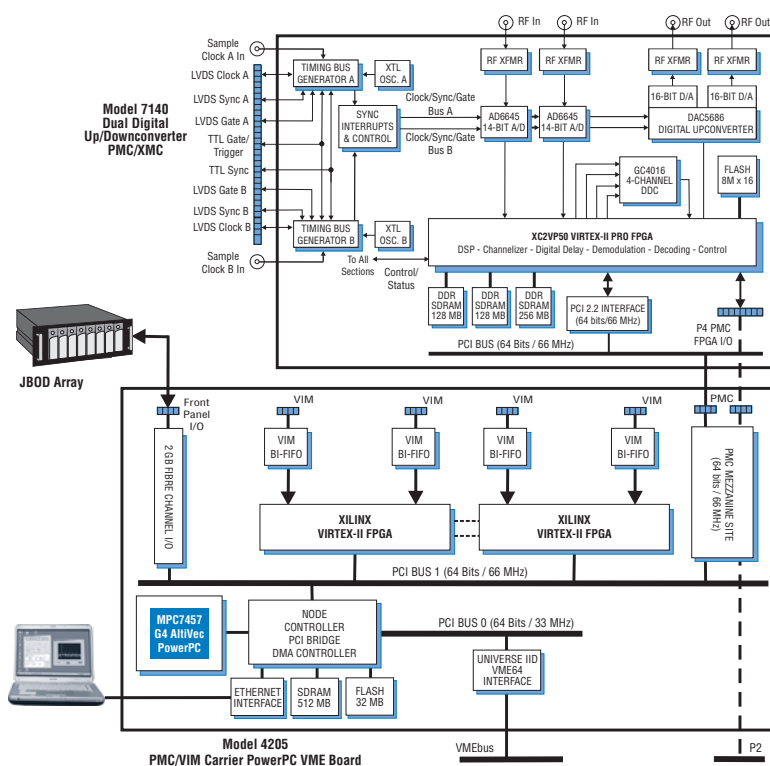 RF In
RF In
RF Out
RF Out
Sample
Clock A In
LVDS Clock A
LVDS Sync A
LVDS Gate A
TTL Gate/
Trigger
TTL Sync
LVDS Gate B
LVDS Sync B
LVDS Clock B
Sample
Clock B In
Model 7140
Dual Digital
Up/Downconverter
PMC/XMC
TIMING BUS
GENERATOR A
XTL
OSC. A
SYNC
INTERRUPTS
& CONTROL
TIMING BUS
GENERATOR B
XTL
OSC. B
Clock/Sync/Gate
Bus A
Clock/Sync/Gate
Bus B
RF XFMR
RF XFMR
RF XFMR
RF XFMR
AD6645
14-BIT A/D
AD6645
14-BIT A/D
16-BIT D/A
16-BIT D/A
DAC5686
DIGITAL UPCONVERTER
GC4016
4-CHANNEL
DDC
FLASH
8M x 16
XC2VP50 VIRTEX-II PRO FPGA
DSP - Channelizer - Digital Delay - Demodulation - Decoding - Control
To All
Sections
Control/
Status
DDR
SDRAM
128 MB
DDR
SDRAM
128 MB
DDR
SDRAM
256 MB
PCI 2.2 INTERFACE
(64 bits/66 MHz)
P4 PMC
FPGA I/O
PCI BUS (64 Bits / 66 MHz)
JBOD Array
Front
Panel
I/O
VIM
VIM
VIM
VIM
PMC
2 GB FIBRE CHANNEL I/O
VIM
BI-FIFO
VIM
BI-FIFO
VIM
BI-FIFO
VIM
BI-FIFO
PMC MEZZANINE SITE
(64 bits / 66 MHz)
XILINX
VIRTEX-II FPGA
XILINX
VIRTEX-II FPGA
PCI BUS 1 (64 Bits / 66 MHz)
MPC7457
G4 AltiVec
PowerPC
NODE
CONTROLLER
PCI BRIDGE
DMA CONTROLLER
PCI BUS 0 (64 Bits / 33 MHz)
UNIVERSE IID
VME64
INTERFACE
ETHERNET
INTERFACE
SDRAM
512 MB
FLASH
32 MB
Model 4205
PMC/VIM Carrier PowerPC VME Board
VMEbus
P2